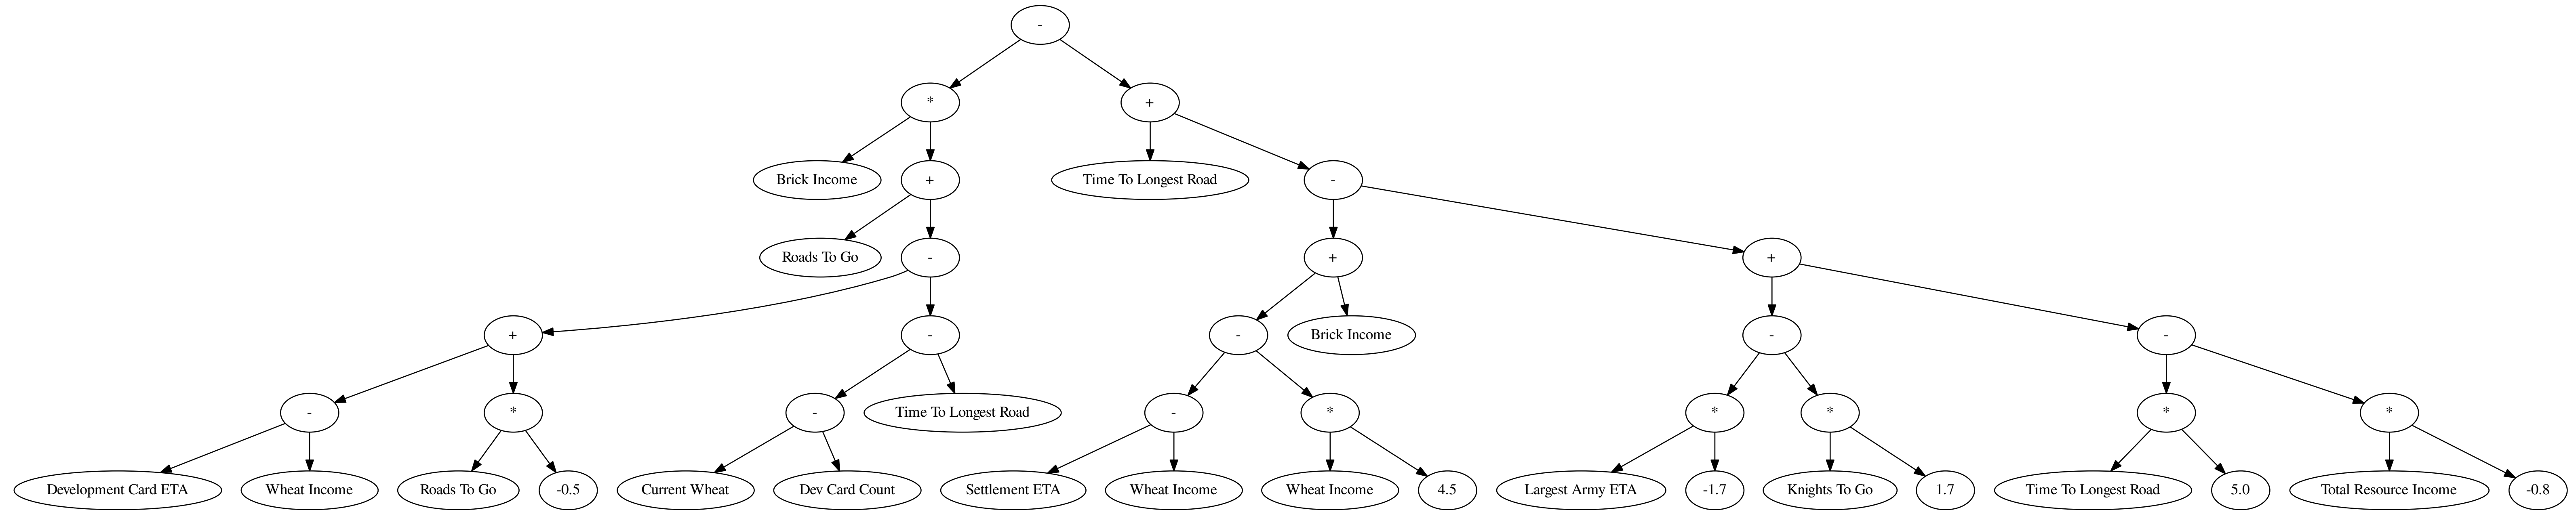 -
*
+
Brick Income
+
Time To Longest Road
-
Roads To Go
-
+
+
+
-
-
Brick Income
-
-
-
*
-
Time To Longest Road
-
*
*
*
*
*
Development Card ETA
Wheat Income
Roads To Go
-0.5
Current Wheat
Dev Card Count
Settlement ETA
Wheat Income
Wheat Income
4.5
Largest Army ETA
-1.7
Knights To Go
1.7
Time To Longest Road
5.0
Total Resource Income
-0.8